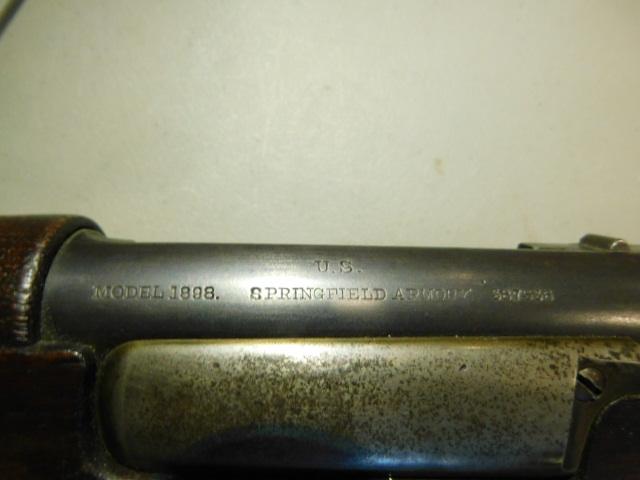 U.S.
MODEL 1898. SPRINGFIELD ARMORY